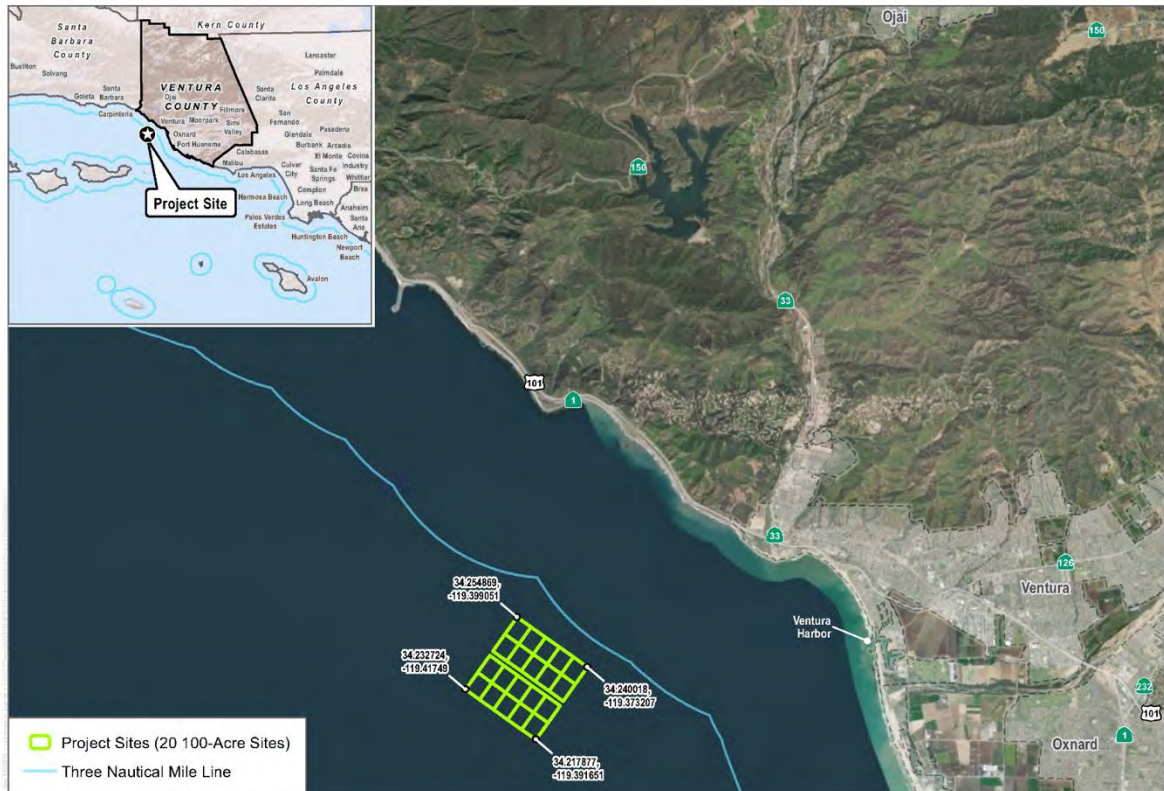 Kern County
Santa
Barbara
County
Buellton
Solvang
Goleta
Santa
Barbara
Carpinteria
VENTURA
COUNTY
Ojai
Fillmore
Ventura
Moorpark
Simi
Valley
Oxnard
Port Hueneme
Lancaster
Palmdale
Los Angeles
County
Santa
Clarita
San
Fernando
Glendale
Pasadena
Burbank
Arcadia
El Monte
Covina
Industry
Calabasas
Malibu
Culver
City
Santa Fe
Springs
Whittier
Brea
Los Angeles
Compton
Long Beach
Anaheim
Hermosa Beach
Santa
Ana
Palos Verdes
Estates
Huntington Beach
Newport
Beach
Avalon
Project Site
Ojai
150
150
33
101
1
33
126
Ventura
Ventura
Harbor
232
101
Oxnard
1
34.254869,
-119.399051
34.232724,
-119.41749
34.240018,
-119.373207
34.217877,
-119.391651
Project Sites (20 100-Acre Sites)
Three Nautical Mile Line